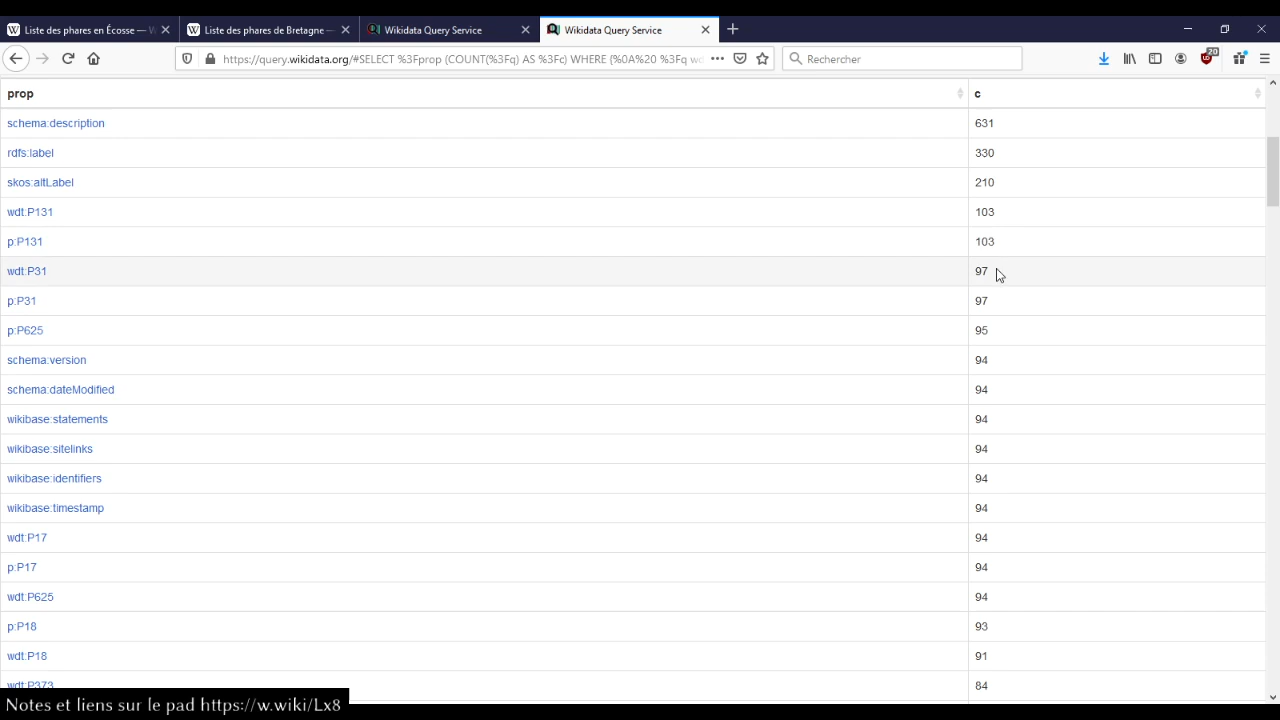 Liste des phares en Écosse — W
Liste des phares de Bretagne —
Wikidata Query Service
Wikidata Query Service
https://query.wikidata.org/#SELECT %3Fprop (COUNT(%3Fq) AS %3Fc) WHERE {%0A%20 %3Fq wd
Rechercher
20
prop c
schema:description 631
rdfs:label 330
skos:altLabel 210
wdt:P131 103
p:P131 103
wdt:P31 97
p:P31 97
p:P625 95
schema:version 94
schema:dateModified 94
wikibase:statements 94
wikibase:sitelinks 94
wikibase:identifiers 94
wikibase:timestamp 94
wdt:P17 94
p:P17 94
wdt:P625 94
p:P18 93
wdt:P18 91
wdt:P373 84
Notes et liens sur le pad https://w.wiki/Lx8